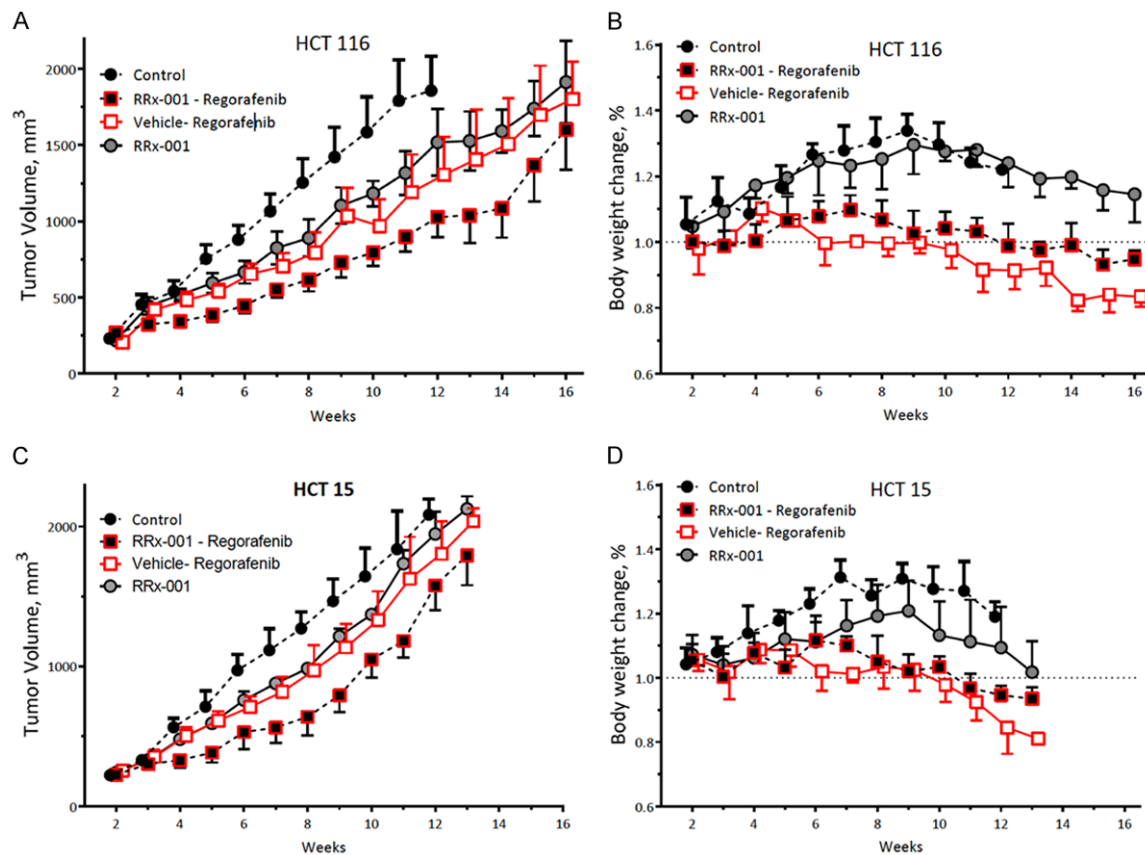 A
HCT 116
Control
RRx-001 - Regorafenib
Vehicle- Regorafenib
RRx-001
Tumor Volume, mm3
2000
1500
1000
500
0
2 4 6 8 10 12 14 16
Weeks
B
HCT 116
Control
RRx-001 - Regorafenib
Vehicle- Regorafenib
RRx-001
Body weight change, %
1.6
1.4
1.2
1.0
0.8
0.6
2 4 6 8 10 12 14 16
Weeks
C
HCT 15
Control
RRx-001 - Regorafenib
Vehicle- Regorafenib
RRx-001
Tumor Volume, mm3
2000
1000
0
2 4 6 8 10 12 14 16
Weeks
D
HCT 15
Control
RRx-001 - Regorafenib
Vehicle- Regorafenib
RRx-001
Body weight change, %
1.6
1.4
1.2
1.0
0.8
0.6
2 4 6 8 10 12 14 16
Weeks